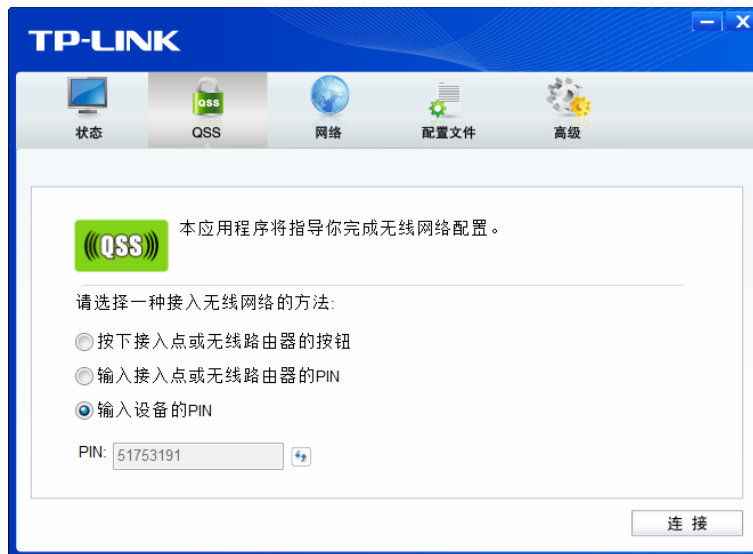 TP-LINK
QSS
状态 QSS 网络 配置文件 高级
QSS 本应用程序将指导你完成无线网络配置。
请选择一种接入无线网络的方法:
按下接入点或无线路由器的按钮
输入接入点或无线路由器的PIN
输入设备的PIN
PIN: 51753191
连 接